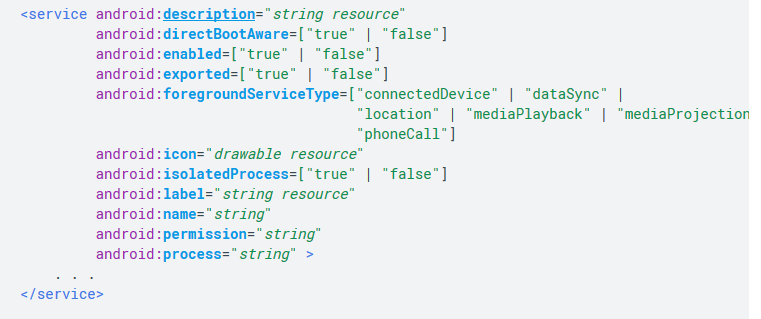 <service android:description="string resource"
android:directBootAware=["true" | "false"]
android:enabled=["true" | "false"]
android:exported=["true" | "false"]
android:foregroundServiceType=["connectedDevice" | "dataSync" |
"location" | "mediaPlayback" | "mediaProjection
"phoneCall"]
android:icon="drawable resource"
android:isolatedProcess=["true" | "false"]
android:label="string resource"
android:name="string"
android:permission="string"
android:process="string" >
. . .
</service>